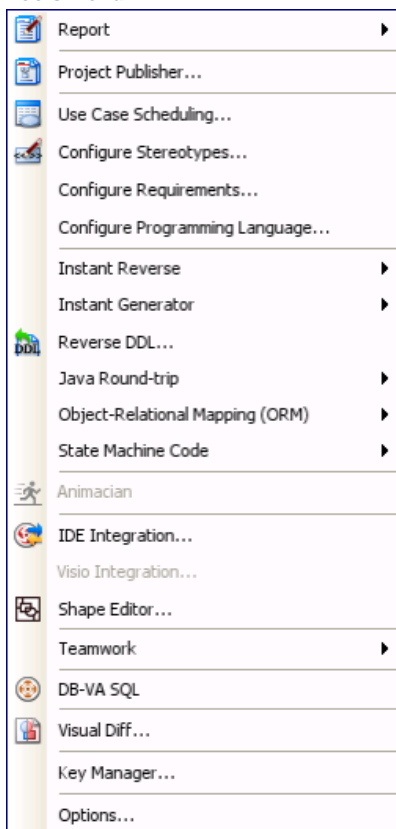 Report
Project Publisher...
Use Case Scheduling...
Configure Stereotypes...
Configure Requirements...
Configure Programming Language...
Instant Reverse
Instant Generator
DDL Reverse DDL...
Java Round-trip
Object-Relational Mapping (ORM)
State Machine Code
Animacian
IDE Integration...
Visio Integration...
Shape Editor...
Teamwork
DB-VA SQL
Visual Diff...
Key Manager...
Options...